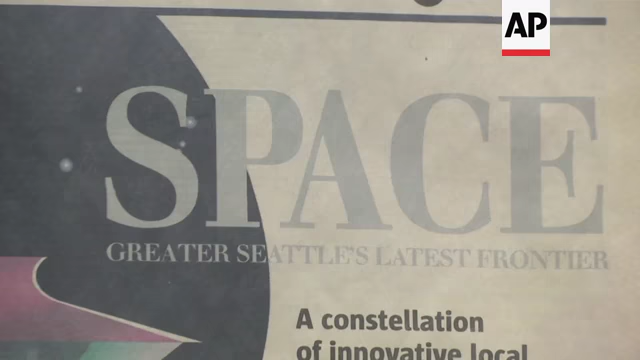 AP
SPACE
GREATER SEATTLE'S LATEST FRONTIER
A constellation
of innovative local